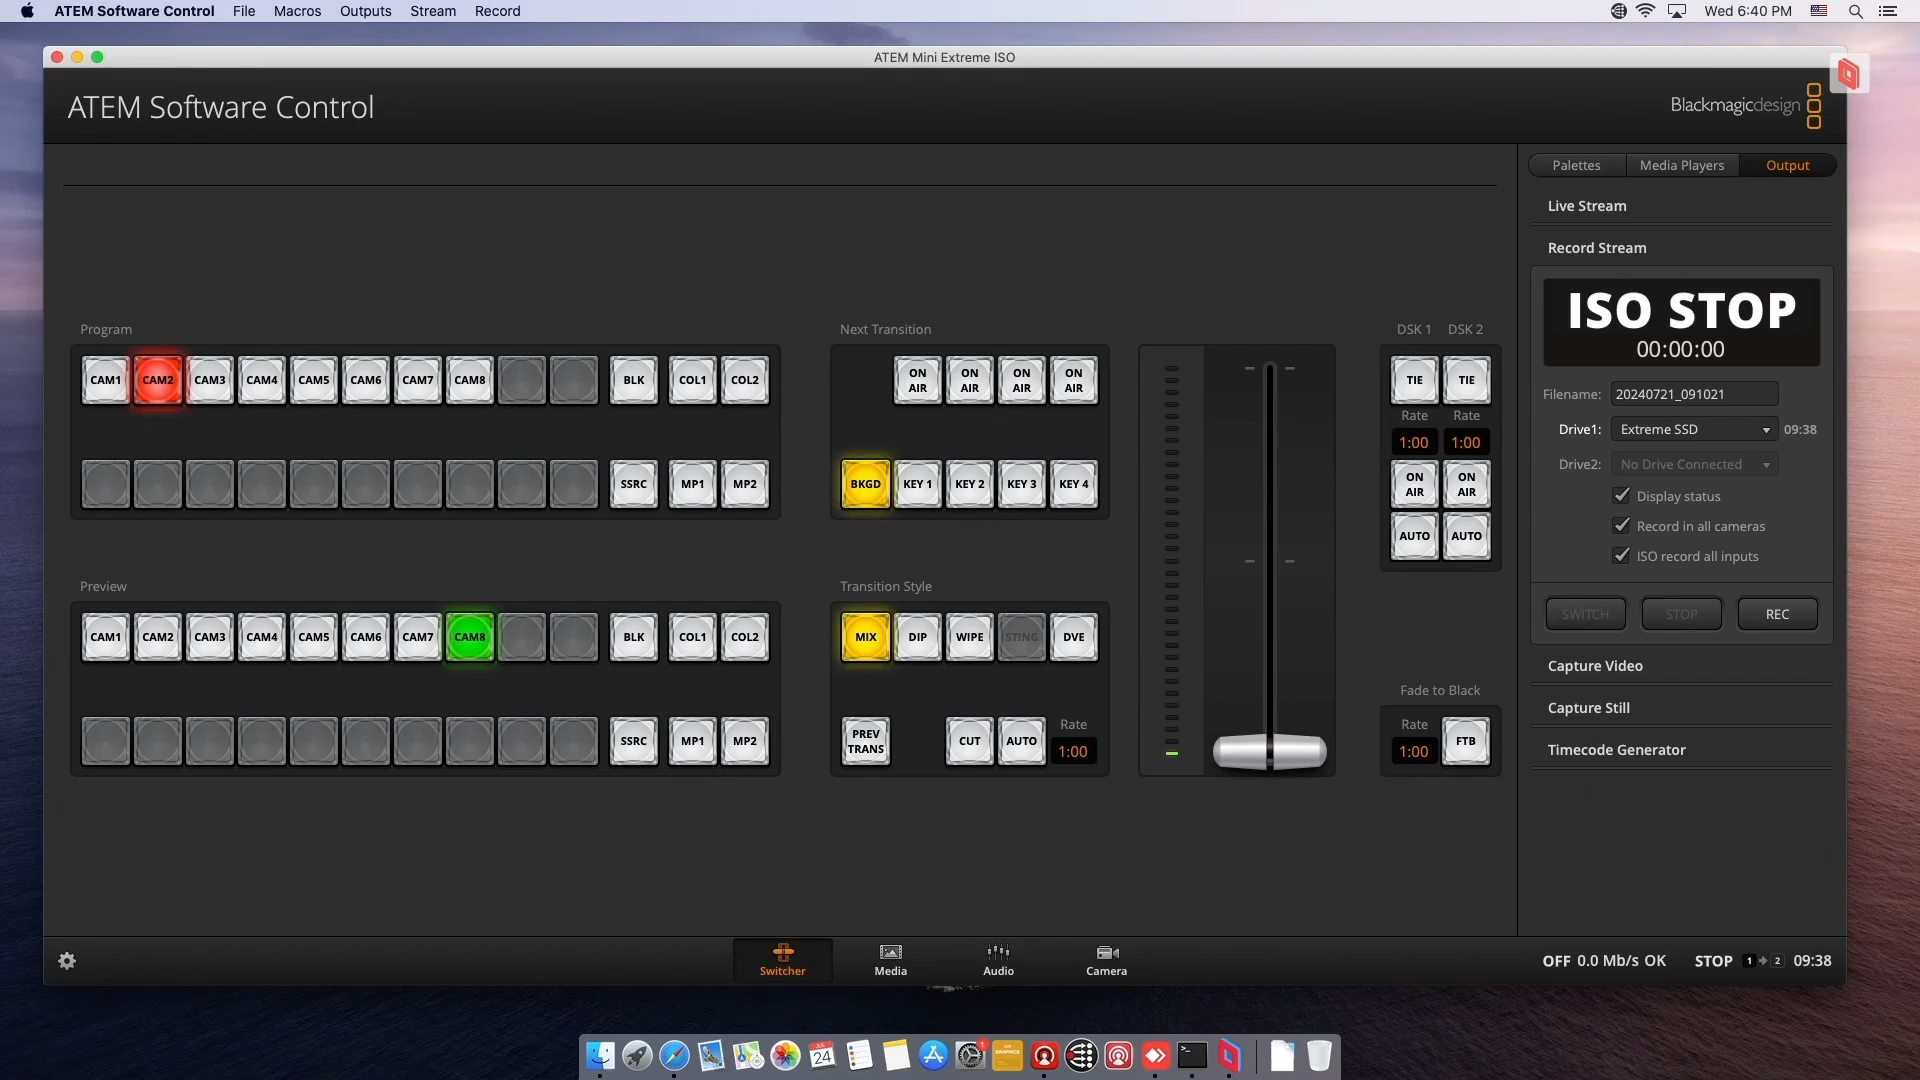 ATEM Software Control File Macros Outputs Stream Record Wed 6:40 PM
ATEM Mini Extreme ISO
ATEM Software Control
Blackmagicdesign
Palettes Media Players Output
Live Stream
Record Stream
ISO STOP
00:00:00
Filename: 20240721_091021
Drive1: Extreme SSD 09:38
Drive2: No Drive Connected
Display status
Record in all cameras
ISO record all inputs
SWITCH STOP REC
Capture Video
Capture Still
Timecode Generator
Program
CAM1 CAM2 CAM3 CAM4 CAM5 CAM6 CAM7 CAM8 BLK COL1 COL2
SSRC MP1 MP2
Next Transition
ON AIR ON AIR ON AIR ON AIR
BKGD KEY 1 KEY 2 KEY 3 KEY 4
DSK 1 DSK 2
TIE TIE
Rate Rate
1:00 1:00
ON AIR ON AIR
AUTO AUTO
Preview
CAM1 CAM2 CAM3 CAM4 CAM5 CAM6 CAM7 CAM8 BLK COL1 COL2
SSRC MP1 MP2
Transition Style
MIX DIP WIPE STING DVE
PREV TRANS CUT AUTO Rate 1:00
Fade to Black
Rate
1:00 FTB
Switcher Media Audio Camera
OFF 0.0 Mb/s OK STOP 1 2 09:38
JUL
24
1
GRAPHICS